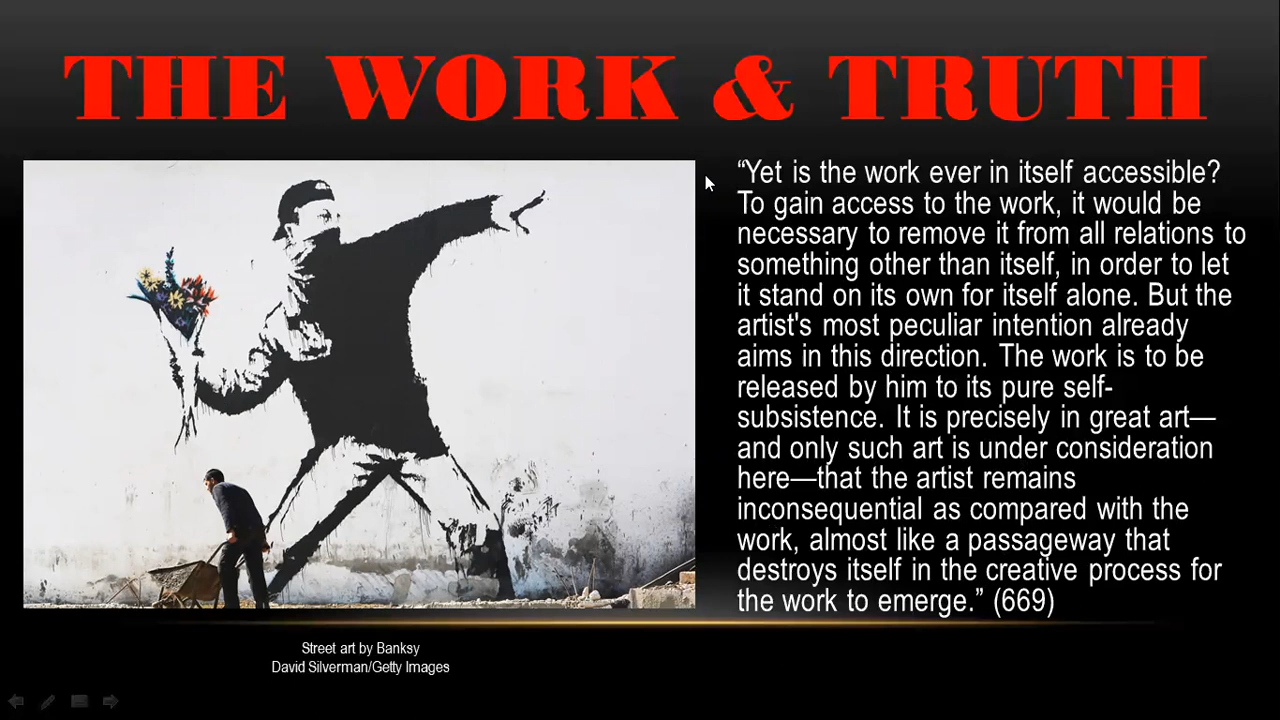 THE WORK & TRUTH
“Yet is the work ever in itself accessible?
To gain access to the work, it would be
necessary to remove it from all relations to
something other than itself, in order to let
it stand on its own for itself alone. But the
artist's most peculiar intention already
aims in this direction. The work is to be
released by him to its pure self-
subsistence. It is precisely in great art—
and only such art is under consideration
here—that the artist remains
inconsequential as compared with the
work, almost like a passageway that
destroys itself in the creative process for
the work to emerge.” (669)
Street art by Banksy
David Silverman/Getty Images